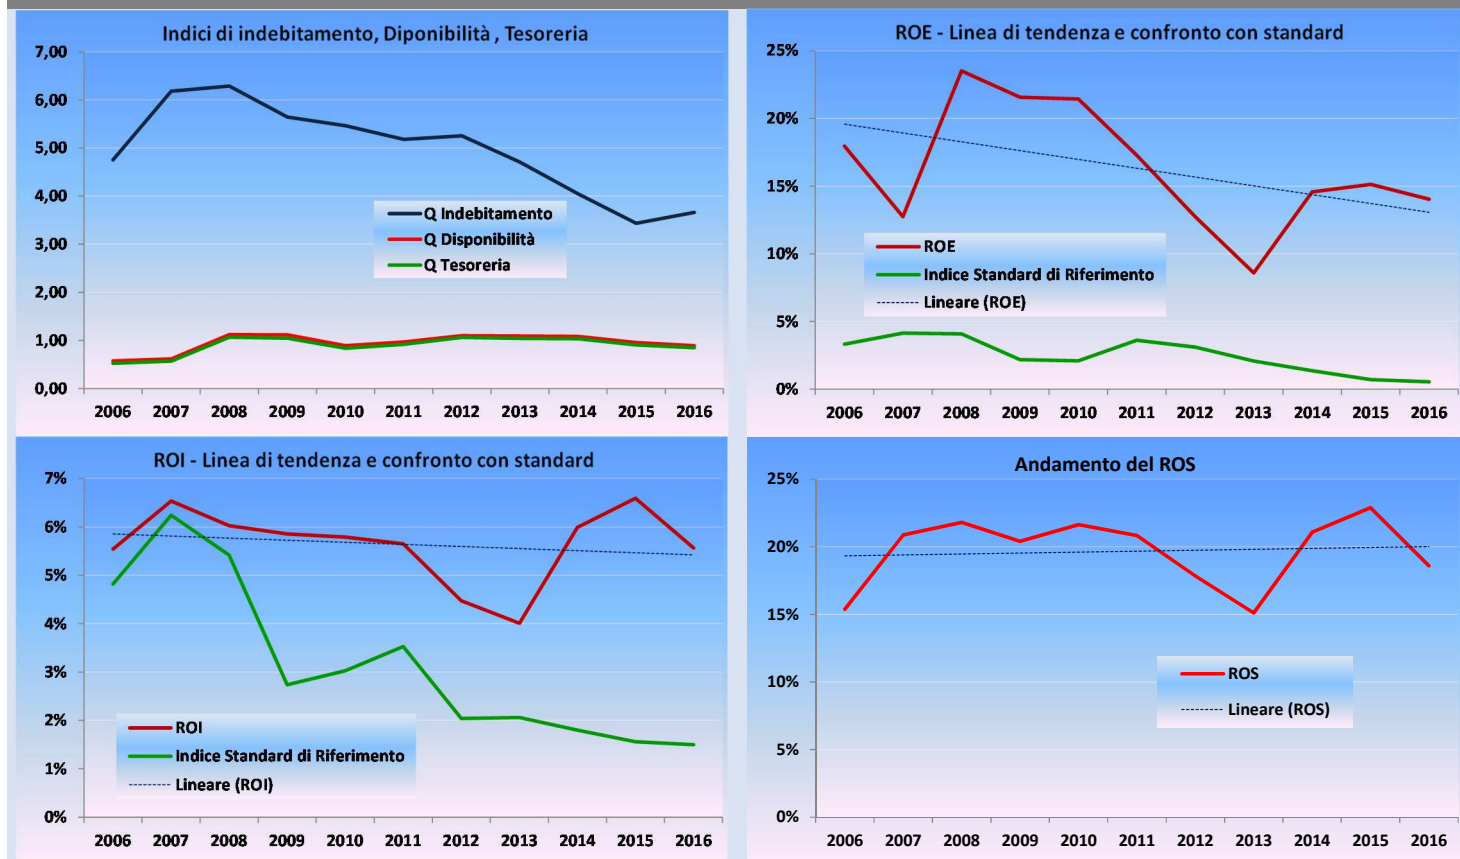 Indici di indebitamento, Diponibilità , Tesoreria
7,00
6,00
5,00
4,00
3,00
2,00
1,00
0,00
Q Indebitamento
Q Disponibilità
Q Tesoreria
2006 2007 2008 2009 2010 2011 2012 2013 2014 2015 2016
ROE - Linea di tendenza e confronto con standard
25%
20%
15%
10%
5%
0%
ROE
Indice Standard di Riferimento
Lineare (ROE)
2006 2007 2008 2009 2010 2011 2012 2013 2014 2015 2016
ROI - Linea di tendenza e confronto con standard
7%
6%
5%
4%
3%
2%
1%
0%
ROI
Indice Standard di Riferimento
Lineare (ROI)
2006 2007 2008 2009 2010 2011 2012 2013 2014 2015 2016
Andamento del ROS
25%
20%
15%
10%
5%
0%
ROS
Lineare (ROS)
2006 2007 2008 2009 2010 2011 2012 2013 2014 2015 2016